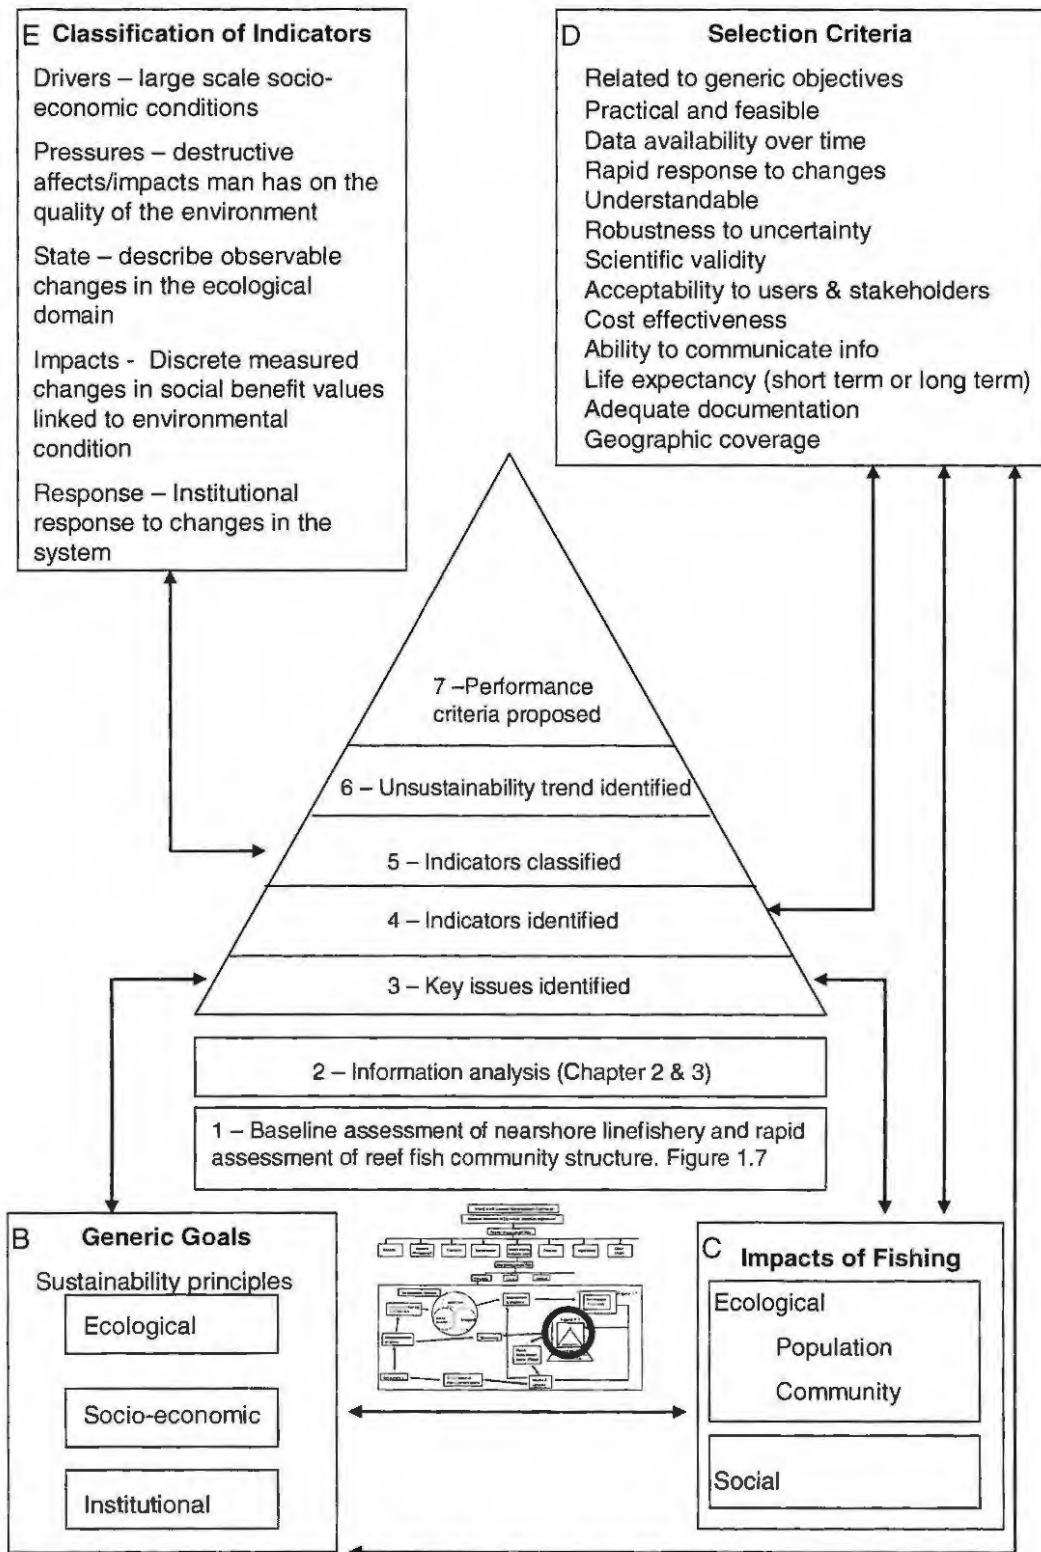 E Classification of Indicators
Drivers – large scale socio-
economic conditions
Pressures – destructive
affects/impacts man has on the
quality of the environment
State – describe observable
changes in the ecological
domain
Impacts - Discrete measured
changes in social benefit values
linked to environmental
condition
Response – Institutional
response to changes in the
system
D Selection Criteria
Related to generic objectives
Practical and feasible
Data availability over time
Rapid response to changes
Understandable
Robustness to uncertainty
Scientific validity
Acceptability to users & stakeholders
Cost effectiveness
Ability to communicate info
Life expectancy (short term or long term)
Adequate documentation
Geographic coverage
7 –Performance
criteria proposed
6 – Unsustainability trend identified
5 – Indicators classified
4 – Indicators identified
3 – Key issues identified
2 – Information analysis (Chapter 2 & 3)
1 – Baseline assessment of nearshore linefishery and rapid
assessment of reef fish community structure. Figure 1.7
B Generic Goals
Sustainability principles
Ecological
Socio-economic
Institutional
C Impacts of Fishing
Ecological
Population
Community
Social